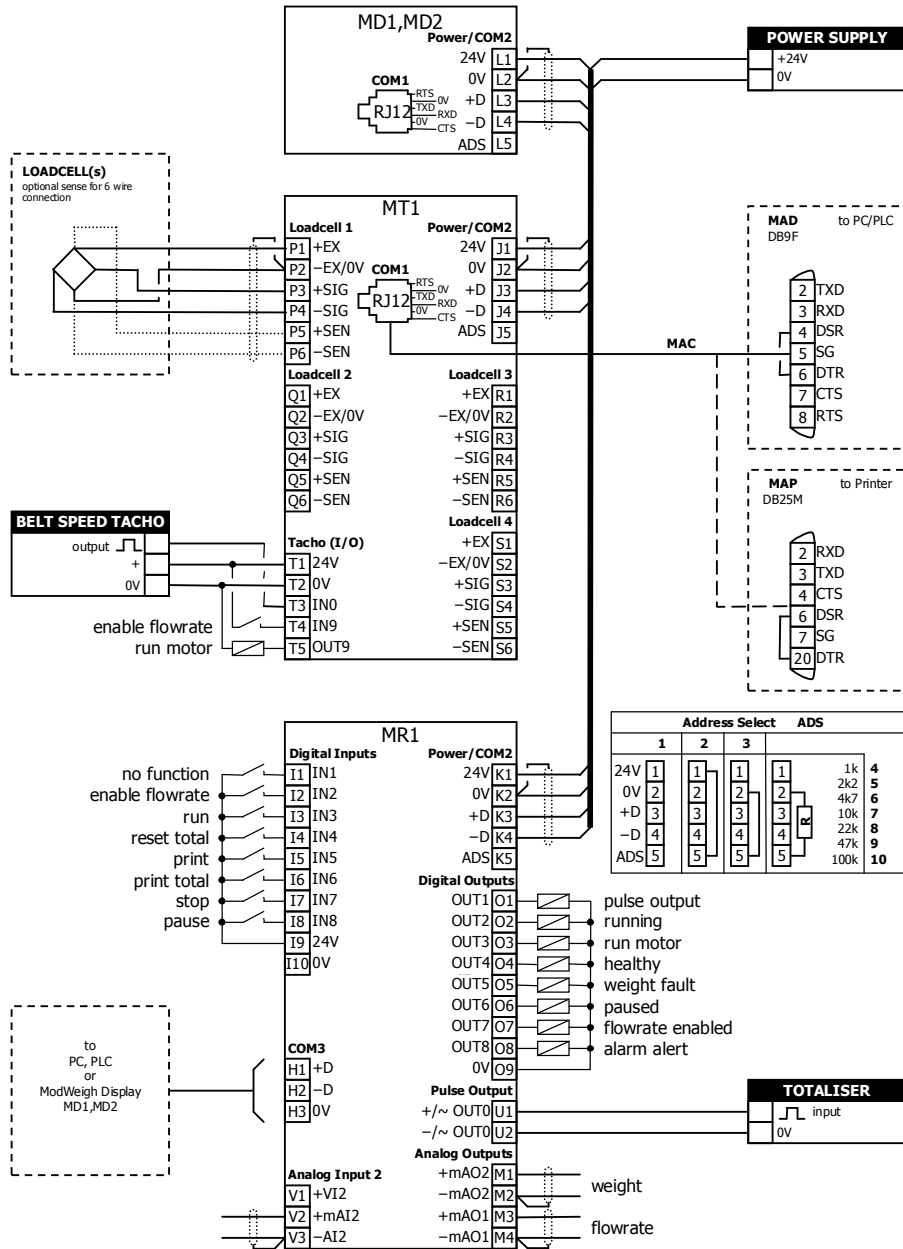 MD1,MD2
Power/COM2
24V L1
0V L2
+D L3
−D L4
ADS L5
COM1
RJ12
RTS
0V
TXD
RXD
0V
CTS
POWER SUPPLY
+24V
0V
LOADCELL(s)
optional sense for 6 wire
connection
MT1
Loadcell 1
P1 +EX
P2 −EX/0V
P3 +SIG
P4 −SIG
P5 +SEN
P6 −SEN
COM1
RJ12
RTS
0V
TXD
RXD
0V
CTS
Power/COM2
24V J1
0V J2
+D J3
−D J4
ADS J5
Loadcell 2
Q1 +EX
Q2 −EX/0V
Q3 +SIG
Q4 −SIG
Q5 +SEN
Q6 −SEN
Loadcell 3
+EX R1
−EX/0V R2
+SIG R3
−SIG R4
+SEN R5
−SEN R6
Loadcell 4
+EX S1
−EX/0V S2
+SIG S3
−SIG S4
+SEN S5
−SEN S6
MAC
MAD to PC/PLC
DB9F
2 TXD
3 RXD
4 DSR
5 SG
6 DTR
7 CTS
8 RTS
MAP to Printer
DB25M
2 RXD
3 TXD
4 CTS
6 DSR
7 SG
20 DTR
BELT SPEED TACHO
output
+
0V
enable flowrate
run motor
Tacho (I/O)
T1 24V
T2 0V
T3 IN0
T4 IN9
T5 OUT9
MR1
Digital Inputs
no function I1 IN1
enable flowrate I2 IN2
run I3 IN3
reset total I4 IN4
print I5 IN5
print total I6 IN6
stop I7 IN7
pause I8 IN8
I9 24V
I10 0V
Power/COM2
24V K1
0V K2
+D K3
−D K4
ADS K5
Address Select ADS
1 2 3
24V 1 1 1 1 1k 4
0V 2 2 2 2 2k2 5
+D 3 3 3 3 4k7 6
10k 7
−D 4 4 4 4 22k 8
47k 9
ADS 5 5 5 5 100k 10
R
Digital Outputs
OUT1 O1 pulse output
OUT2 O2 running
OUT3 O3 run motor
OUT4 O4 healthy
OUT5 O5 weight fault
OUT6 O6 paused
OUT7 O7 flowrate enabled
OUT8 O8 alarm alert
0V O9
to
PC, PLC
or
ModWeigh Display
MD1,MD2
COM3
H1 +D
H2 −D
H3 0V
Pulse Output
+/~ OUT0 U1
−/~ OUT0 U2
TOTALISER
input
0V
Analog Outputs
+mAO2 M1
−mAO2 M2
weight
+mAO1 M3
−mAO1 M4
flowrate
Analog Input 2
V1 +VI2
V2 +mAI2
V3 −AI2